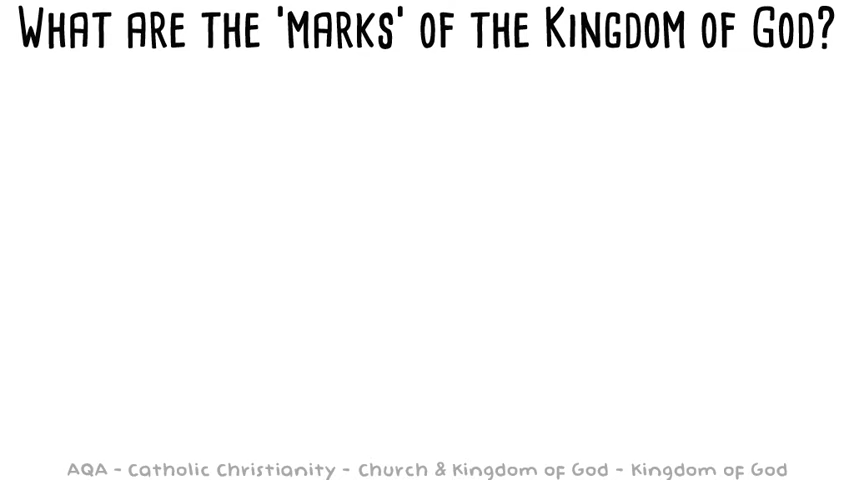 What are the 'marks' of the Kingdom of God?
AQA - Catholic Christianity - Church & Kingdom of God - Kingdom of God